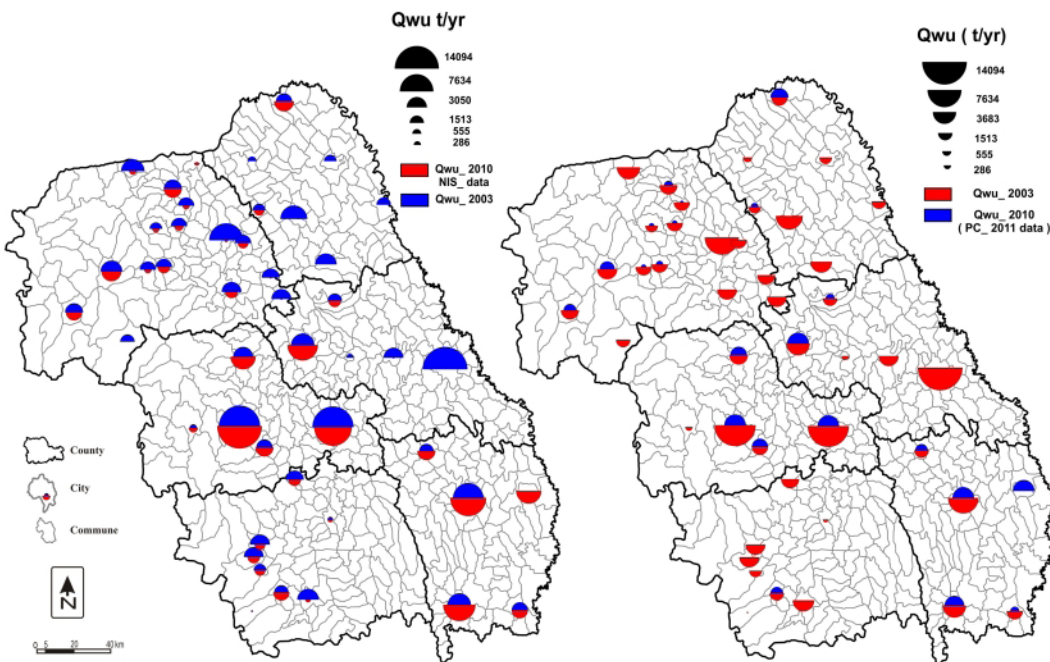 Qwu t/yr
14094
7634
3050
1513
555
286
Qwu_ 2010
NIS_ data
Qwu_ 2003
Qwu ( t/yr)
14094
7634
3683
1513
555
286
Qwu_ 2003
Qwu_ 2010
( PC_ 2011 data )
County
City
Commune
N
0 5 20 40 km